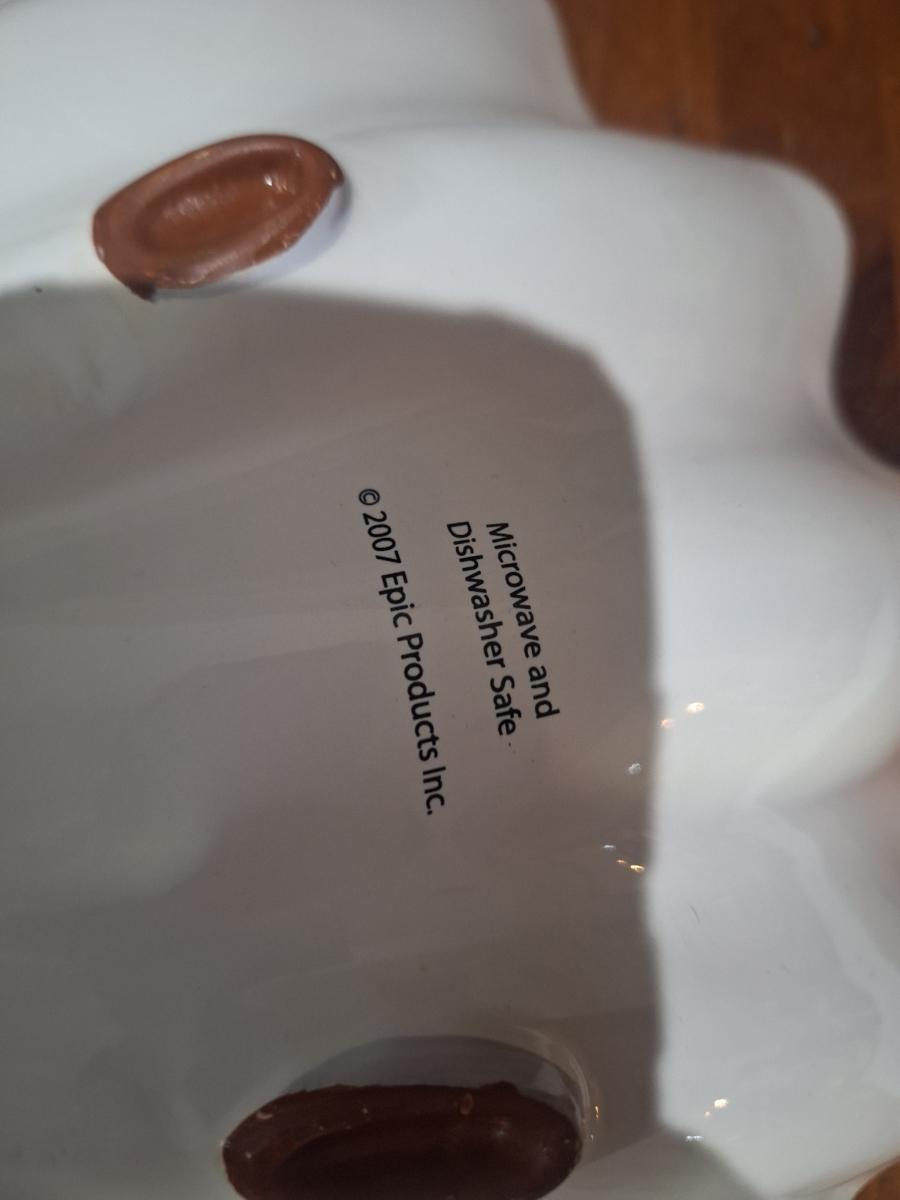 Microwave and
Dishwasher Safe
© 2007 Epic Products Inc.